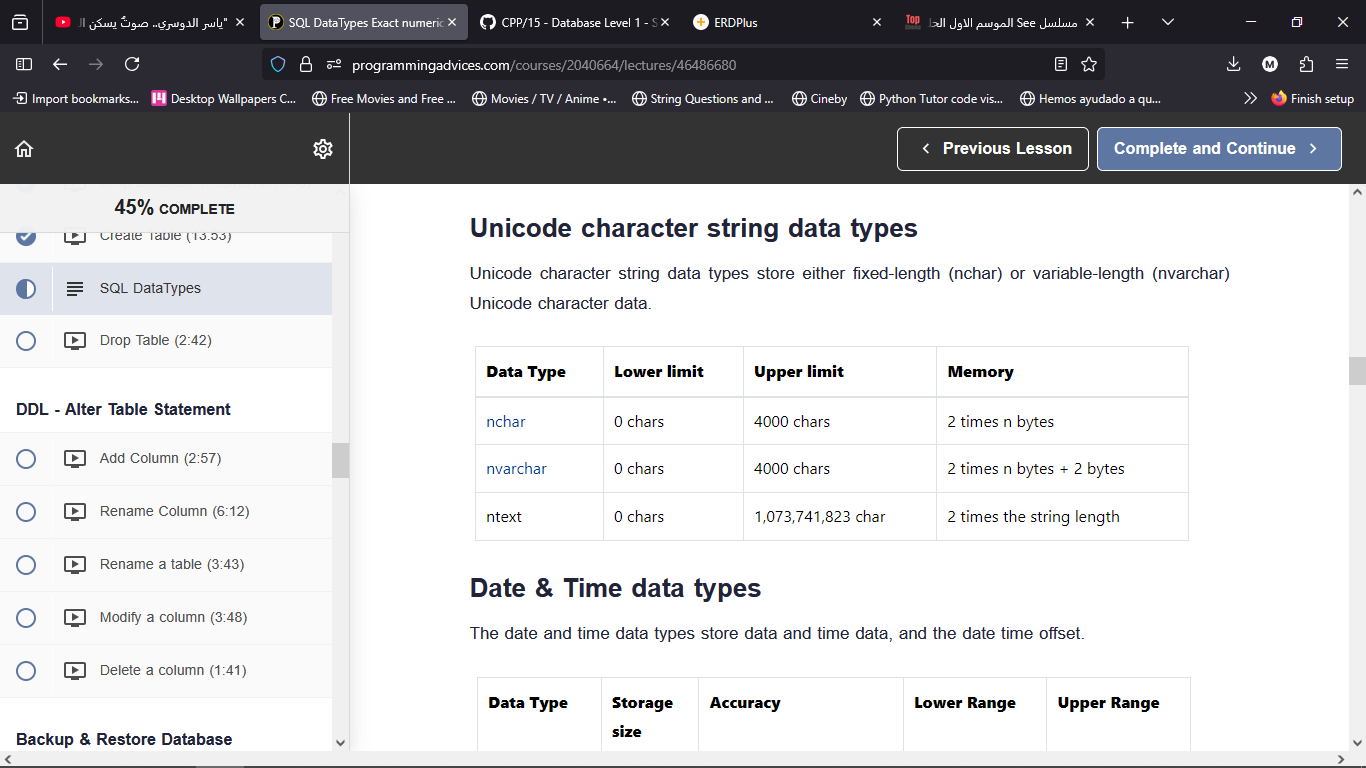 "ياسر الدوسري.. صوتٌ يسكن ال
SQL DataTypes Exact numeric
CPP/15 - Database Level 1 - S
ERDPlus
Top
مسلسل See الموسم الاول الحل
programmingadvices.com/courses/2040664/lectures/46486680
Import bookmarks...
Desktop Wallpapers C...
Free Movies and Free ...
Movies / TV / Anime •...
String Questions and ...
Cineby
Python Tutor code vis...
Hemos ayudado a qu...
Finish setup
Previous Lesson
Complete and Continue
45% COMPLETE
Create Table (13:53)
SQL DataTypes
Drop Table (2:42)
DDL - Alter Table Statement
Add Column (2:57)
Rename Column (6:12)
Rename a table (3:43)
Modify a column (3:48)
Delete a column (1:41)
Backup & Restore Database
Unicode character string data types
Unicode character string data types store either fixed-length (nchar) or variable-length (nvarchar)
Unicode character data.
Data Type Lower limit Upper limit Memory
nchar 0 chars 4000 chars 2 times n bytes
nvarchar 0 chars 4000 chars 2 times n bytes + 2 bytes
ntext 0 chars 1,073,741,823 char 2 times the string length
Date & Time data types
The date and time data types store data and time data, and the date time offset.
Data Type Storage size Accuracy Lower Range Upper Range